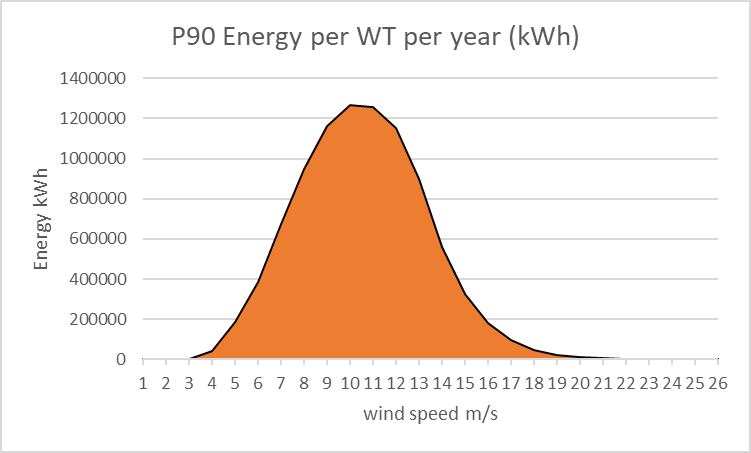 P90 Energy per WT per year (kWh)
1400000
1200000
1000000
800000
600000
400000
200000
0
Energy kWh
1 2 3 4 5 6 7 8 9 10 11 12 13 14 15 16 17 18 19 20 21 22 23 24 25 26
wind speed m/s